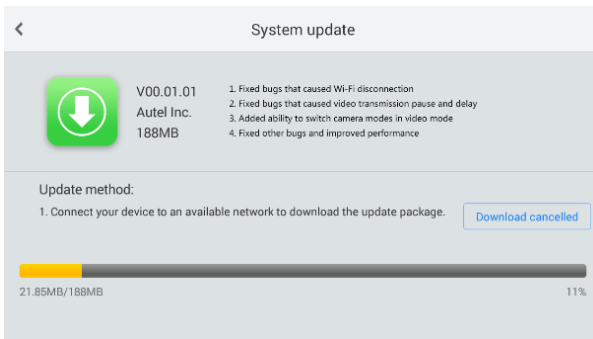 System update
V00.01.01
Autel Inc.
188MB
1. Fixed bugs that caused Wi-Fi disconnection
2. Fixed bugs that caused video transmission pause and delay
3. Added ability to switch camera modes in video mode
4. Fixed other bugs and improved performance
Update method:
1. Connect your device to an available network to download the update package.
Download cancelled
21.85MB/188MB
11%